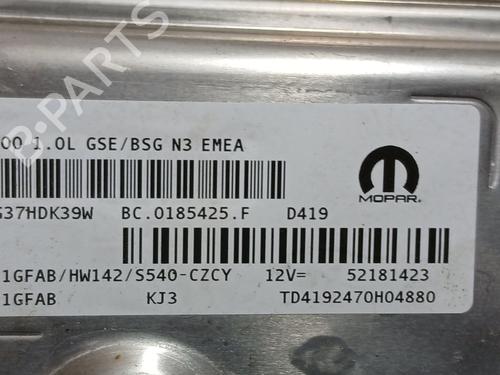 00 1.0L GSE/BSG N3 EMEA
MOPAR
G37HDK39W BC.0185425.F D419
1GFAB/HW142/S540-CZCY 12V= 52181423
1GFAB KJ3 TD4192470H04880
B-PARTS